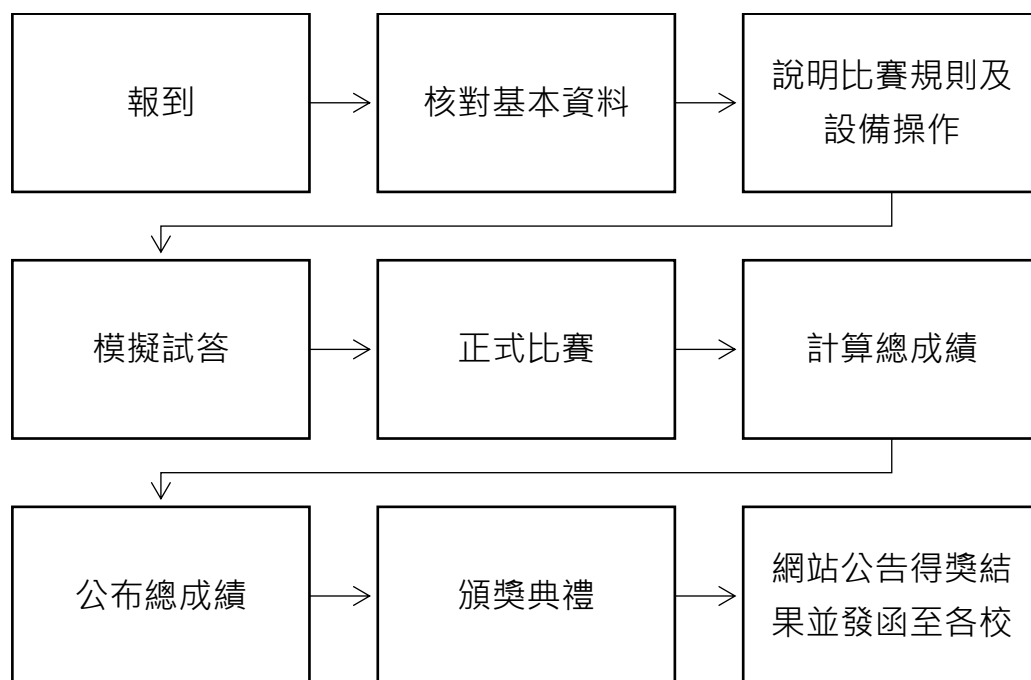 報到
核對基本資料
說明比賽規則及
設備操作
模擬試答
正式比賽
計算總成績
公布總成績
頒獎典禮
網站公告得獎結
果並發函至各校